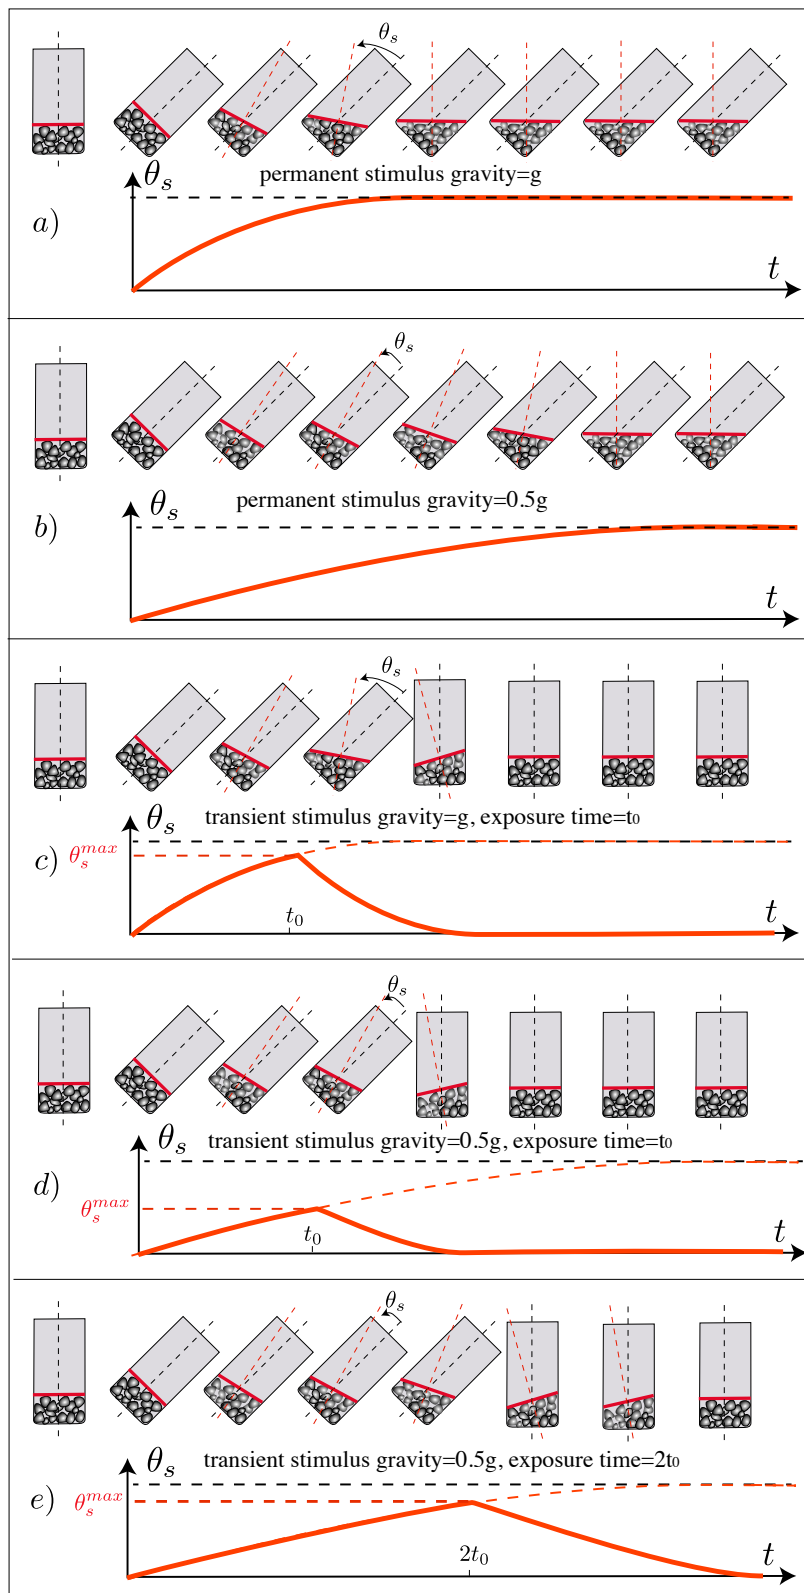 θₛ
θₛ
permanent stimulus gravity=g
a)
t
θₛ
θₛ
permanent stimulus gravity=0.5g
b)
t
θₛ
θₛ
transient stimulus gravity=g, exposure time=t₀
θₛᵐᵃˣ
c)
t₀
t
θₛ
θₛ
transient stimulus gravity=0.5g, exposure time=t₀
d)
θₛᵐᵃˣ
t₀
t
θₛ
θₛ
transient stimulus gravity=0.5g, exposure time=2t₀
e)
θₛᵐᵃˣ
2t₀
t